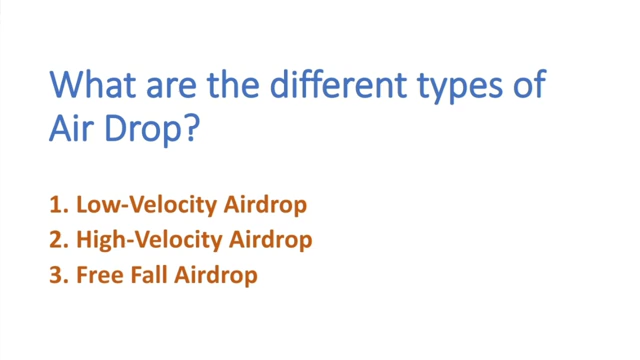 What are the different types of
Air Drop?
1. Low-Velocity Airdrop
2. High-Velocity Airdrop
3. Free Fall Airdrop